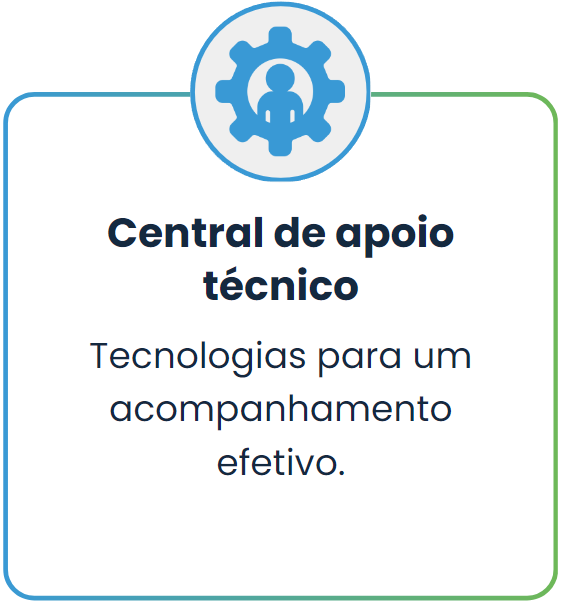 Central de apoio
técnico
Tecnologias para um
acompanhamento
efetivo.